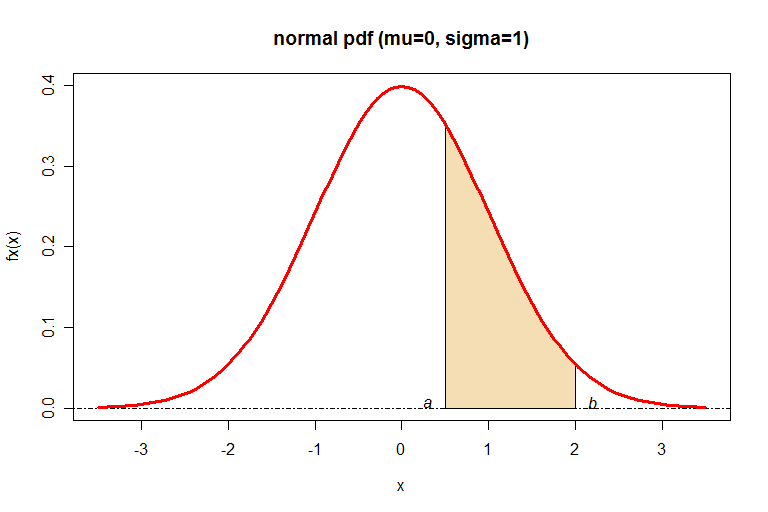 normal pdf (mu=0, sigma=1)
0.4
0.3
0.2
0.1
0.0
fx(x)
a
b
-3 -2 -1 0 1 2 3
x